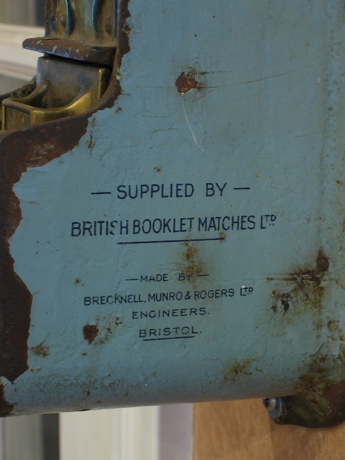 — SUPPLIED BY —
BRITISH BOOKLET MATCHES LTD
— MADE BY —
BRECKNELL, MUNRO & ROGERS LTD
ENGINEERS.
BRISTOL.